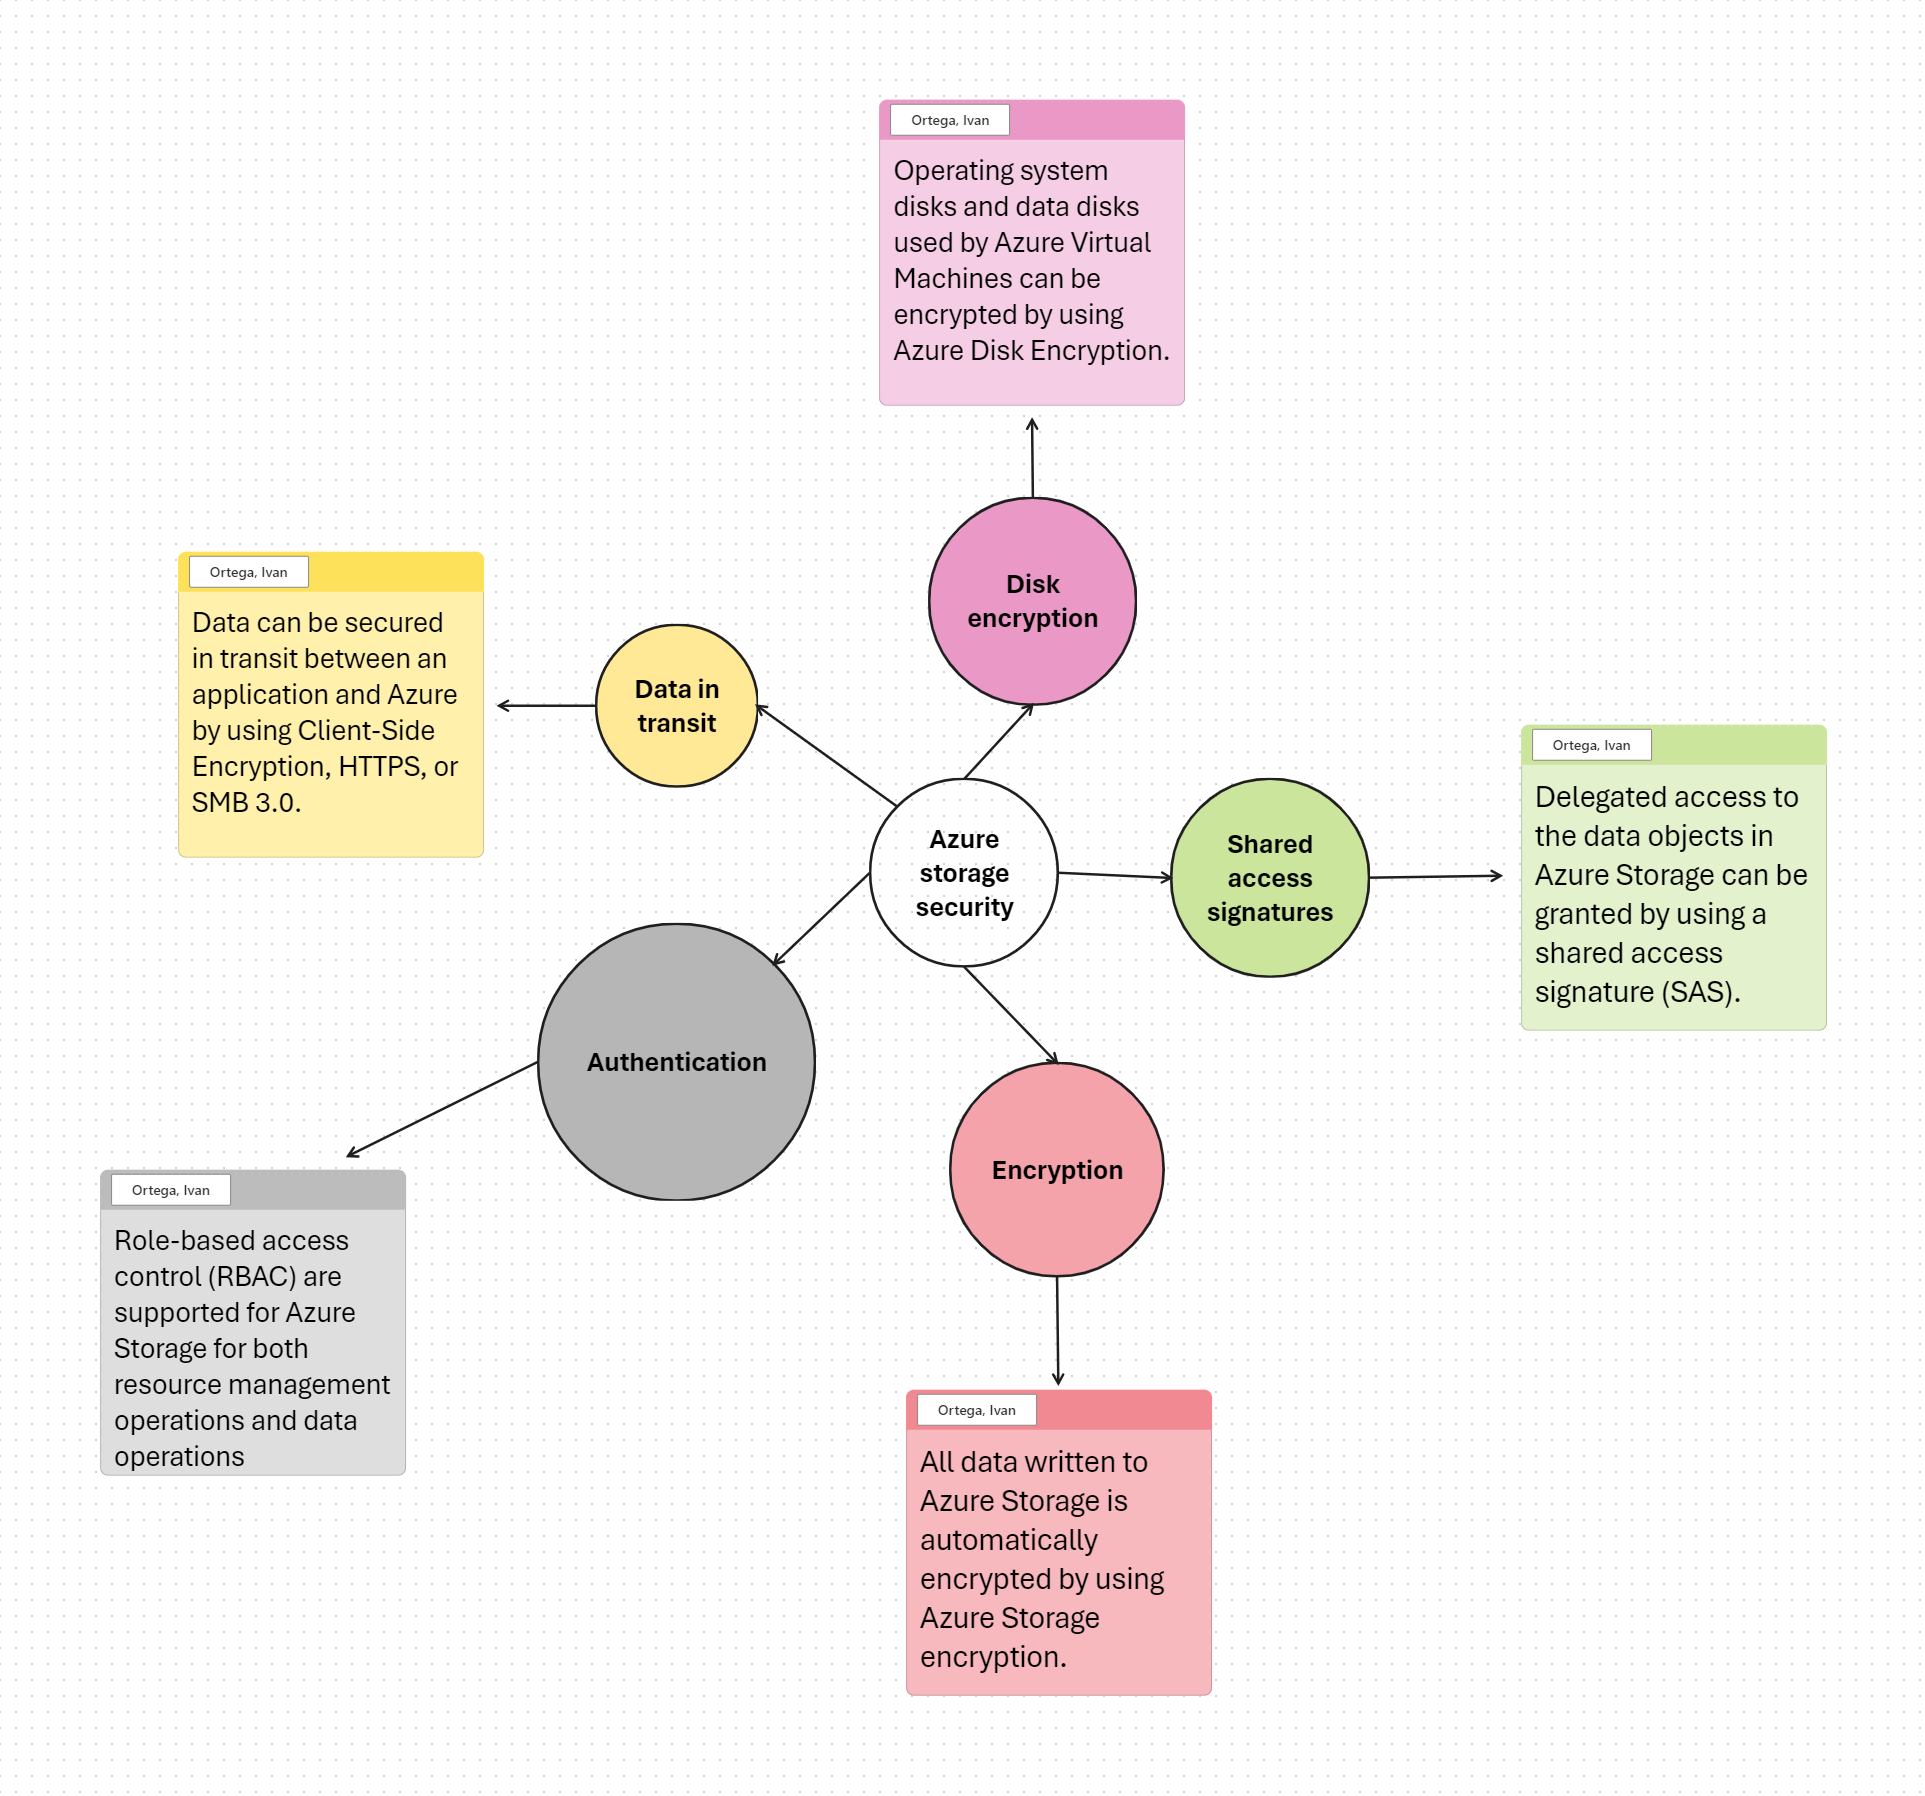 Ortega, Ivan
Operating system
disks and data disks
used by Azure Virtual
Machines can be
encrypted by using
Azure Disk Encryption.
Disk
encryption
Ortega, Ivan
Data can be secured
in transit between an
application and Azure
by using Client-Side
Encryption, HTTPS, or
SMB 3.0.
Data in
transit
Azure
storage
security
Shared
access
signatures
Ortega, Ivan
Delegated access to
the data objects in
Azure Storage can be
granted by using a
shared access
signature (SAS).
Authentication
Ortega, Ivan
Role-based access
control (RBAC) are
supported for Azure
Storage for both
resource management
operations and data
operations
Encryption
Ortega, Ivan
All data written to
Azure Storage is
automatically
encrypted by using
Azure Storage
encryption.